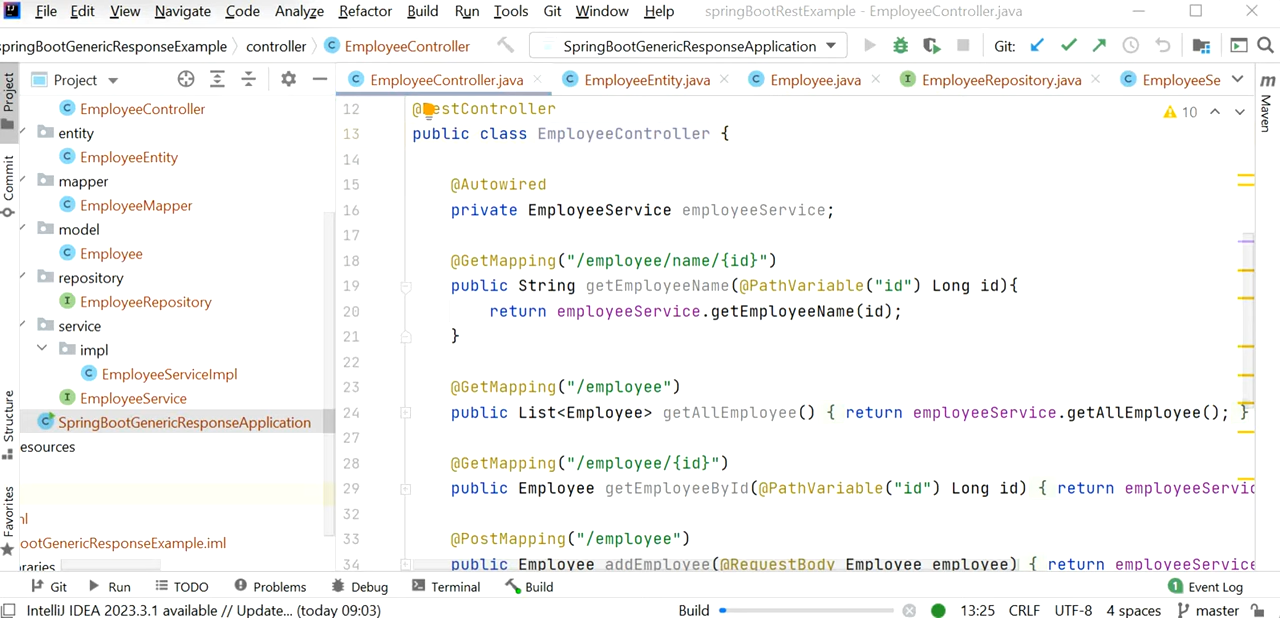 File Edit View Navigate Code Analyze Refactor Build Run Tools Git Window Help springBootRestExample - EmployeeController.java
springBootGenericResponseExample controller EmployeeController SpringBootGenericResponseApplication Git:
Project EmployeeController.java EmployeeEntity.java Employee.java EmployeeRepository.java EmployeeSe
Project
Commit
Structure
Favorites
m
Maven
EmployeeController
entity
EmployeeEntity
mapper
EmployeeMapper
model
Employee
repository
EmployeeRepository
service
impl
EmployeeServiceImpl
EmployeeService
SpringBootGenericResponseApplication
esources
ootGenericResponseExample.iml
10
12 @RestController
13 public class EmployeeController {
14
15 @Autowired
16 private EmployeeService employeeService;
17
18 @GetMapping("/employee/name/{id}")
19 public String getEmployeeName(@PathVariable("id") Long id){
20 return employeeService.getEmployeeName(id);
21 }
22
23 @GetMapping("/employee")
24 public List<Employee> getAllEmployee() { return employeeService.getAllEmployee(); }
27
28 @GetMapping("/employee/{id}")
29 public Employee getEmployeeById(@PathVariable("id") Long id) { return employeeServic
32
33 @PostMapping("/employee")
34 public Employee addEmployee(@RequestBody Employee employee) { return employeeService
Git Run TODO Problems Debug Terminal Build 1 Event Log
IntelliJ IDEA 2023.3.1 available // Update... (today 09:03) Build 13:25 CRLF UTF-8 4 spaces master